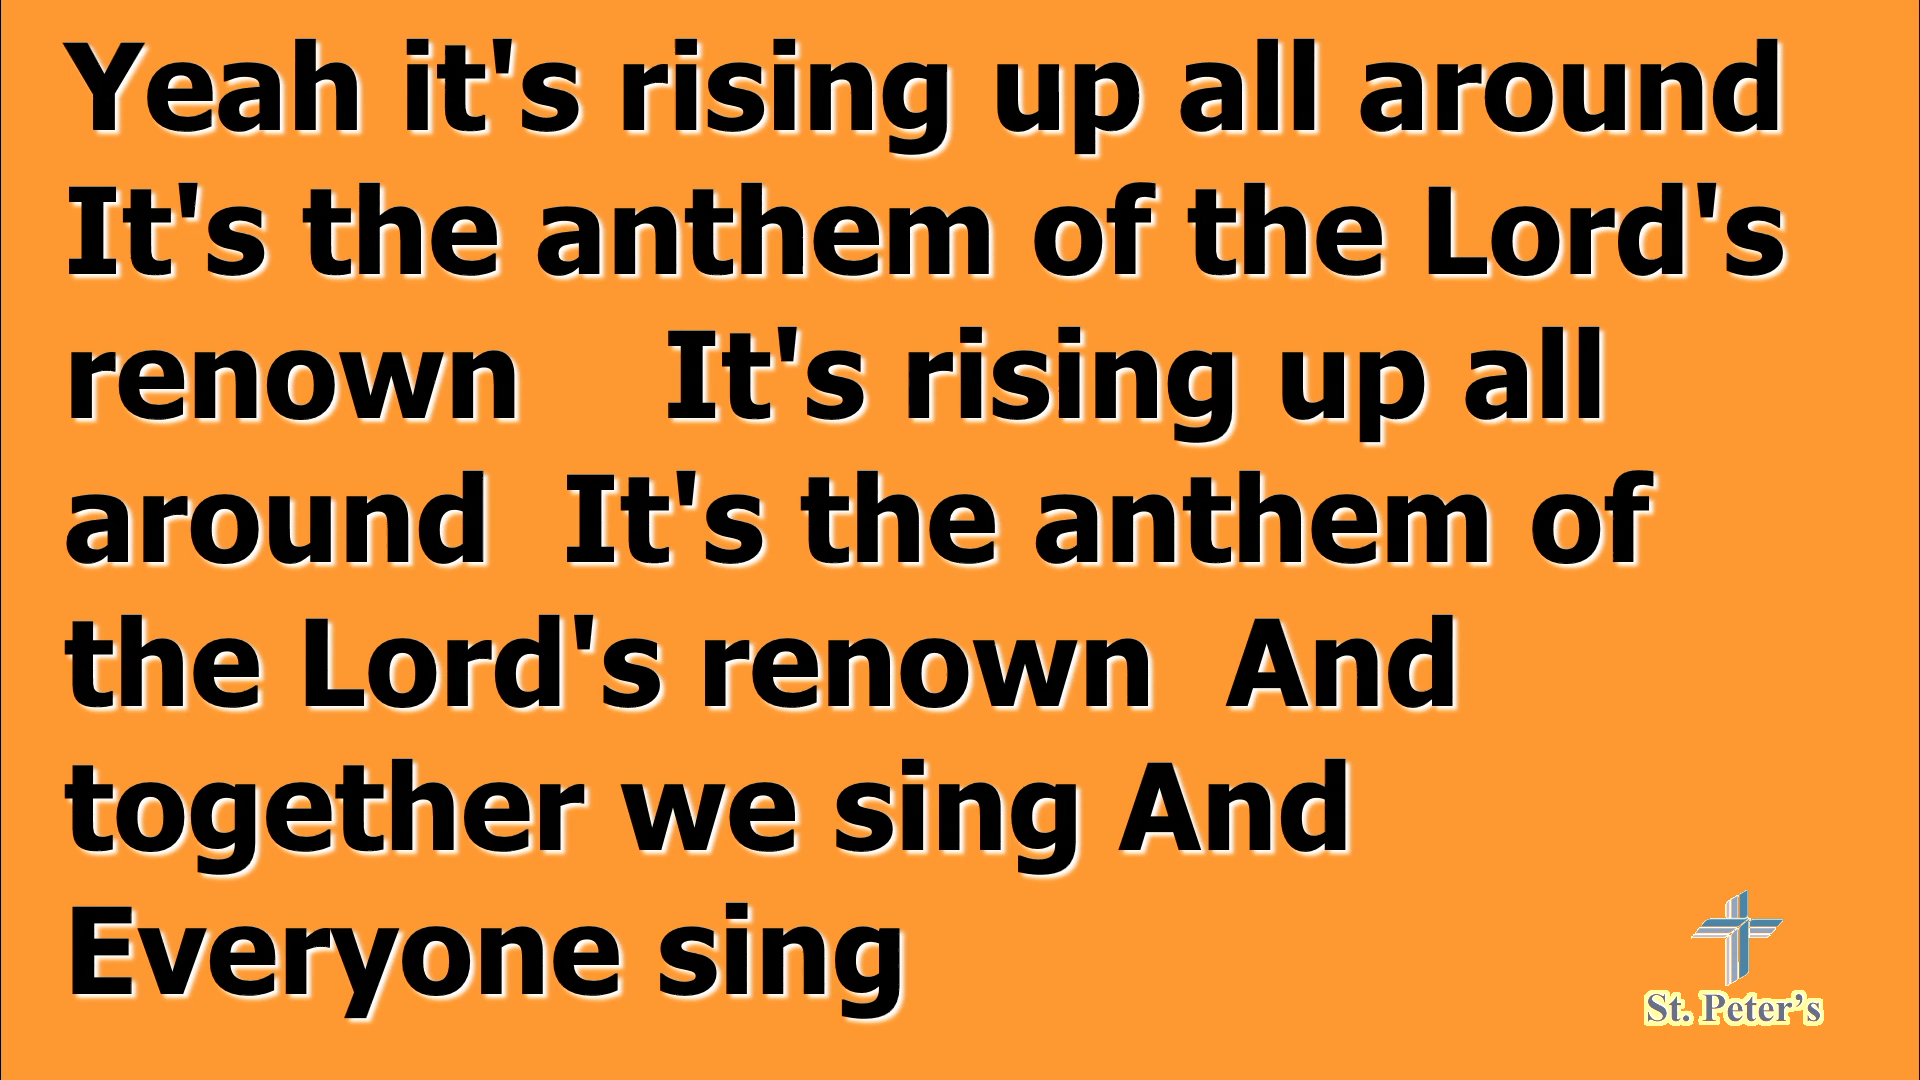 Yeah it's rising up all around
It's the anthem of the Lord's
renown    It's rising up all
around  It's the anthem of
the Lord's renown  And
together we sing And
Everyone sing
St. Peter's